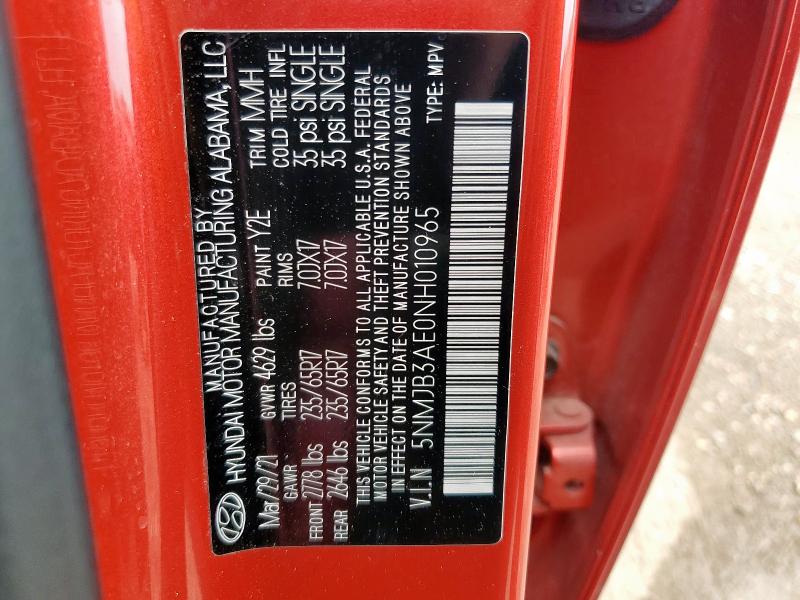 MANUFACTURED BY
HYUNDAI MOTOR MANUFACTURING ALABAMA, LLC
Mar/29/21 GVWR 4629 lbs PAINT Y2E TRIM MMH
GAWR TIRES RIMS COLD TIRE INFL
FRONT 2778 lbs 235/65R17 7.0JX17 35 psi SINGLE
REAR 2646 lbs 235/65R17 7.0JX17 35 psi SINGLE
THIS VEHICLE CONFORMS TO ALL APPLICABLE U.S.A. FEDERAL
MOTOR VEHICLE SAFETY AND THEFT PREVENTION STANDARDS
IN EFFECT ON THE DATE OF MANUFACTURE SHOWN ABOVE
V.I.N 5NMJB3AE0NH010965 TYPE: MPV